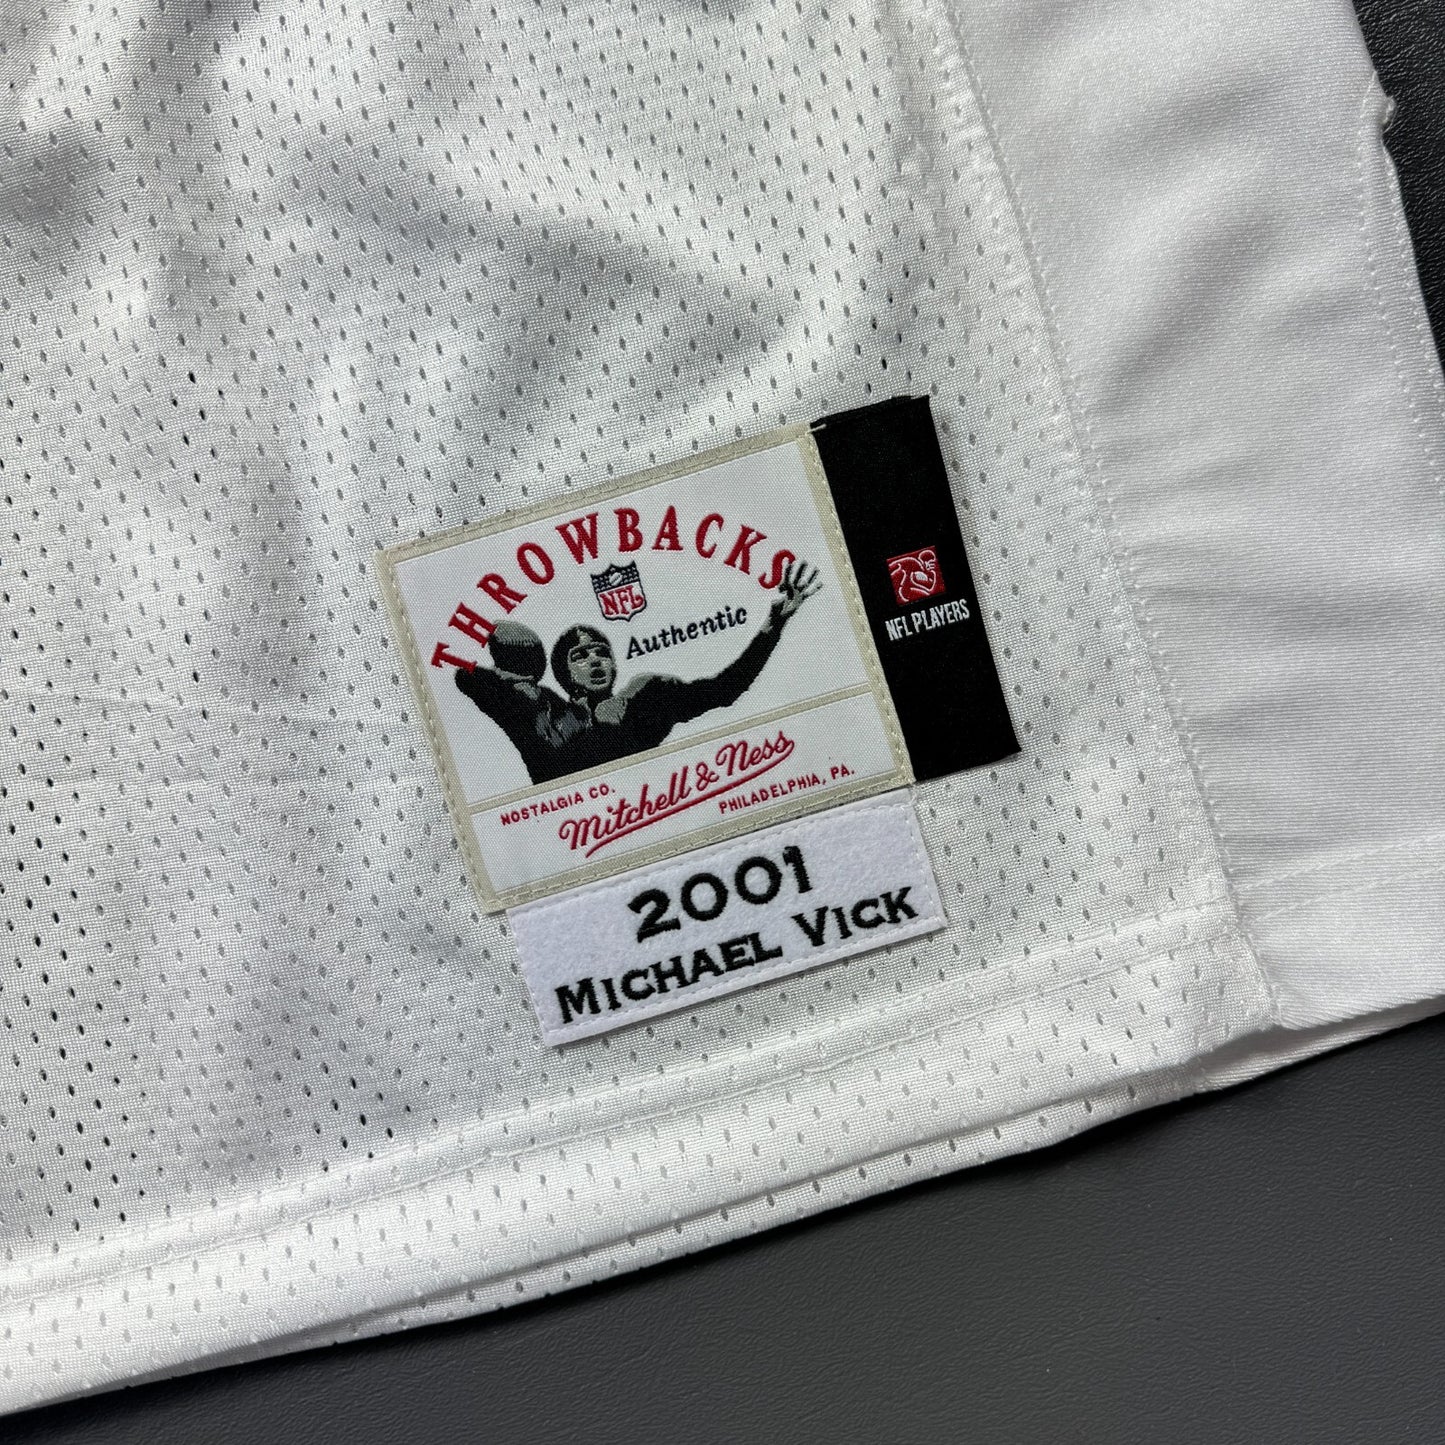 THROWBACKS
NFL
Authentic
NFL PLAYERS
NOSTALGIA CO.
Mitchell & Ness
PHILADELPHIA, PA.
2001
MICHAEL VICK